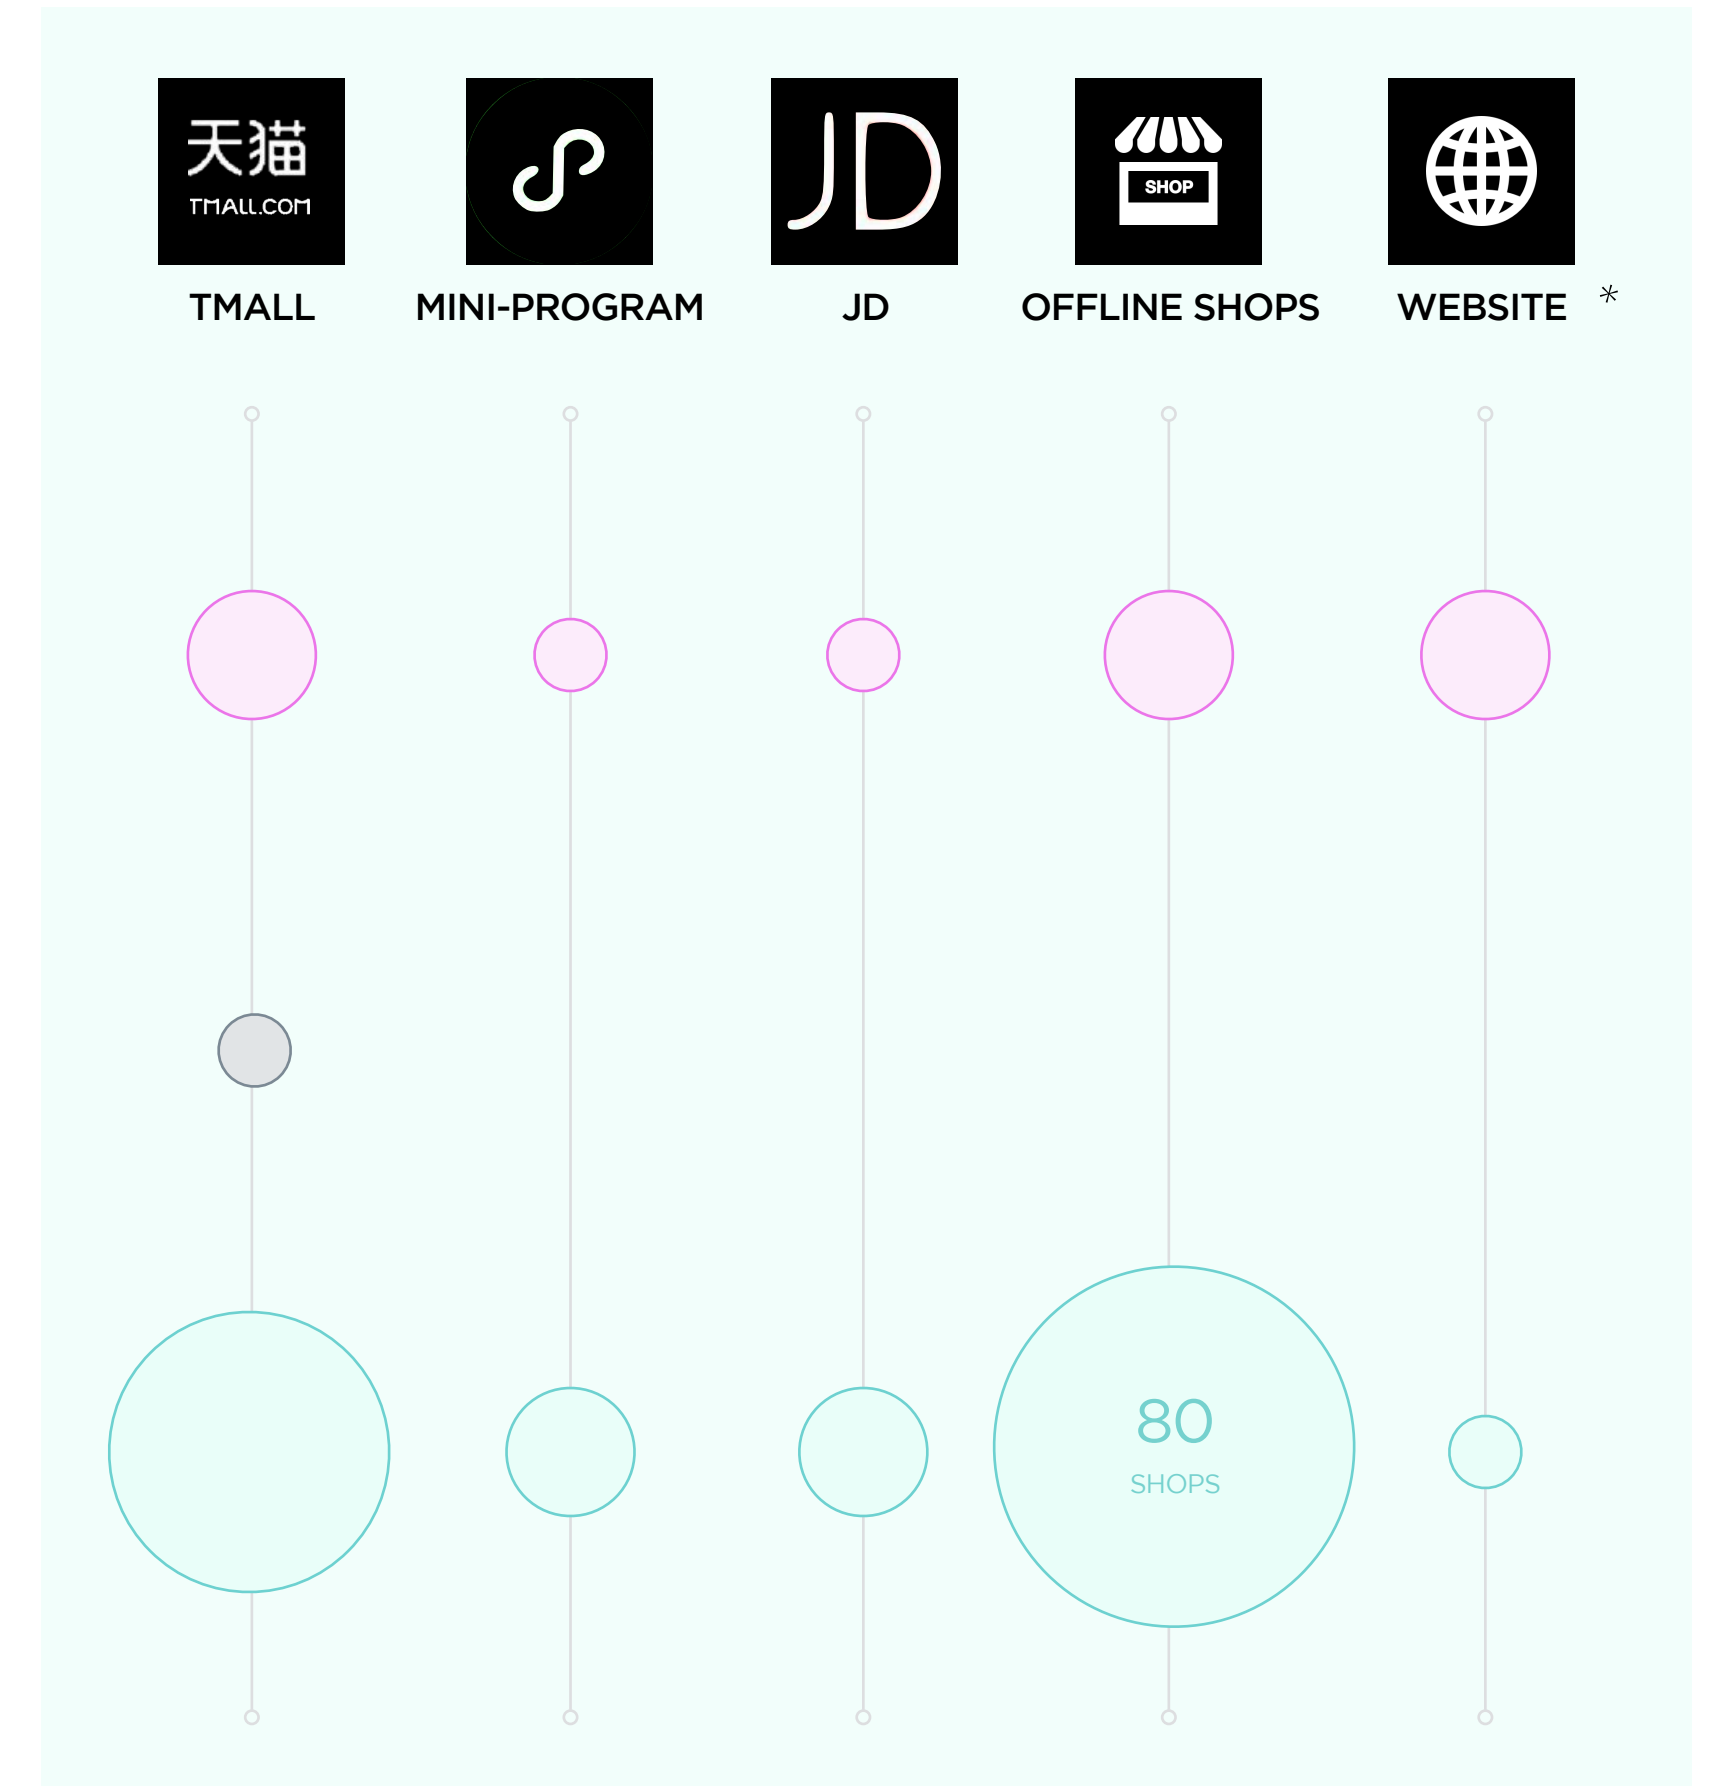 天猫
TMALL.COM
JD
SHOP
TMALL
MINI-PROGRAM
JD
OFFLINE SHOPS
WEBSITE *
80
SHOPS